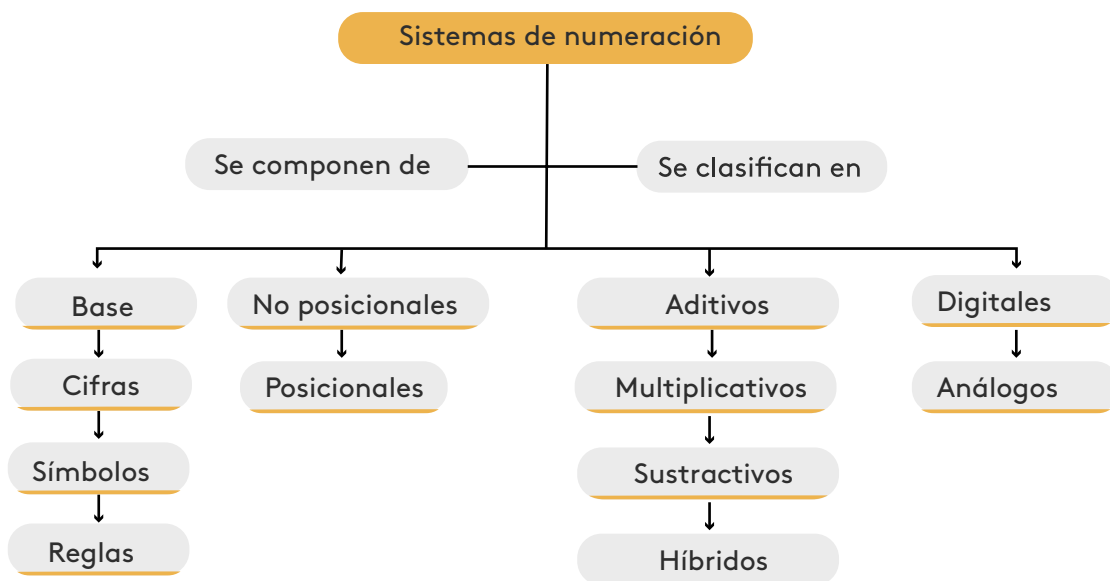 Sistemas de numeración
Se componen de
Se clasifican en
Base
No posicionales
Aditivos
Digitales
Cifras
Posicionales
Multiplicativos
Análogos
Símbolos
Sustractivos
Reglas
Híbridos